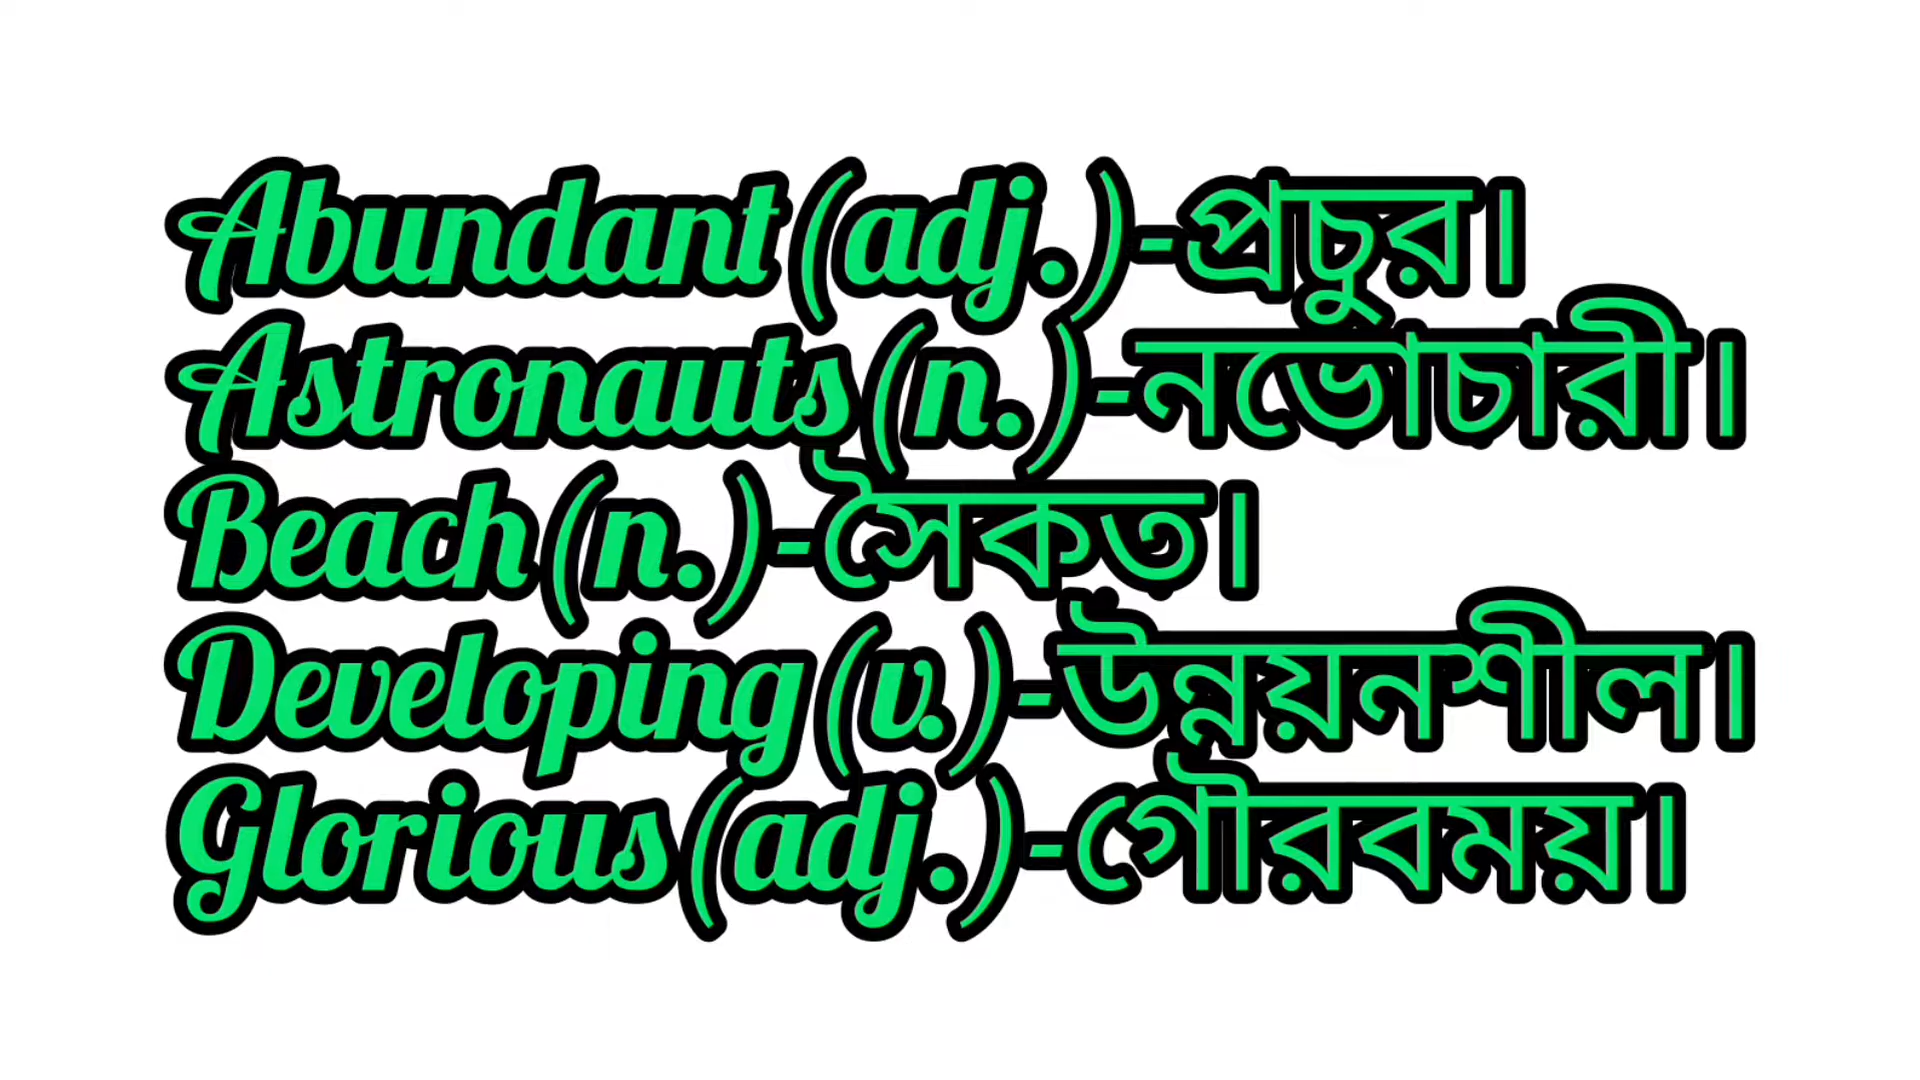 Abundant (adj.)-প্রচুর।
Astronauts (n.)-নভোচারী।
Beach (n.)-সৈকত।
Developing (v.)-উন্নয়নশীল।
Glorious (adj.)-গৌরবময়।